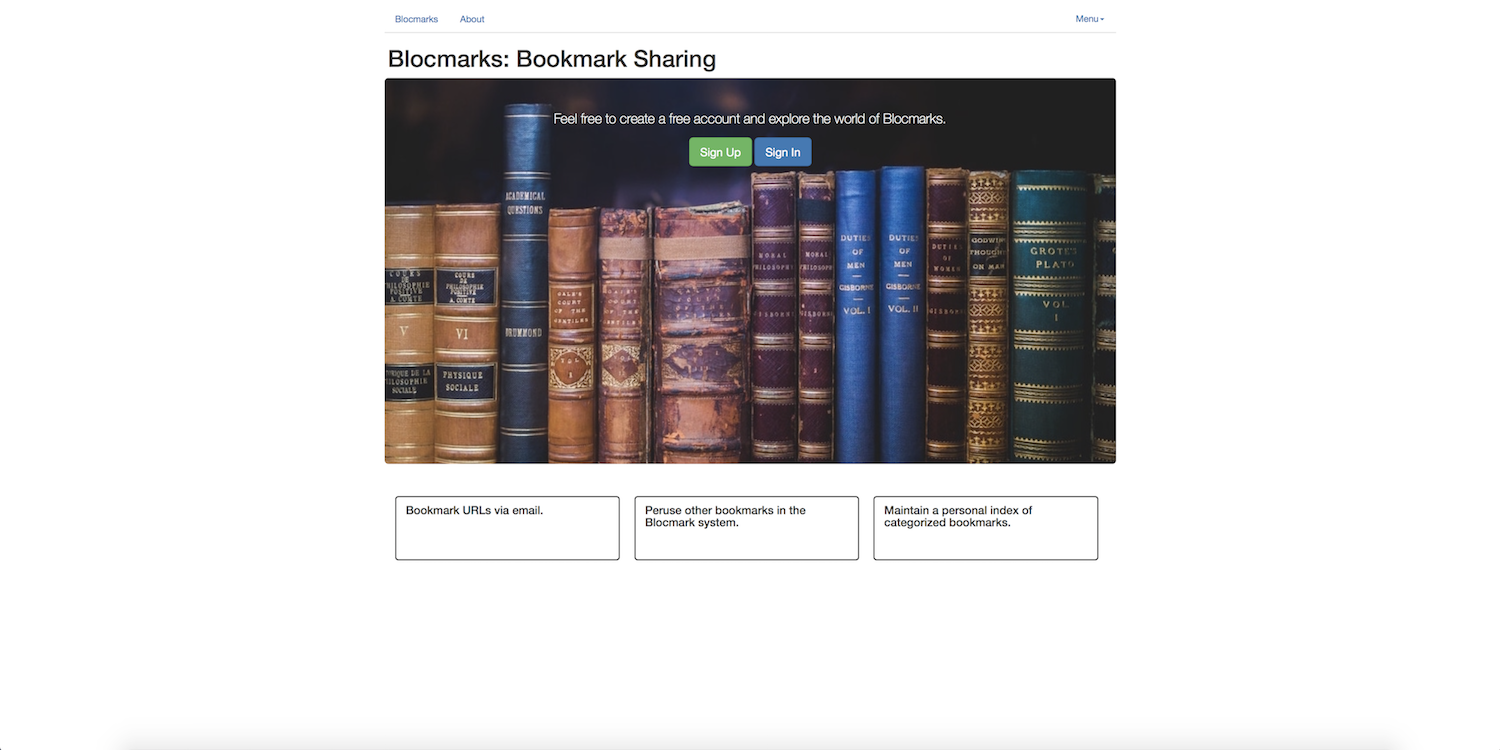 Blocmarks
About
Menu
Blocmarks: Bookmark Sharing
Feel free to create a free account and explore the world of Blocmarks.
Sign Up
Sign In
COURS
DE
PHILOSOPHIE
POSITIVE
A. COMTE
V
SOCIALE
COURS
DE
PHILOSOPHIE
POSITIVE
A. COMTE
VI
PHYSIQUE
SOCIALE
ACADEMICAL
QUESTIONS
DRUMMOND
GALE'S
COURT
OF THE
GENTILES
VOL
I
MORAL
PHILOSOPHY
GISBORNE
MORAL
PHILOSOPHY
GISBORNE
DUTIES
OF
MEN
GISBORNE
VOL. I
DUTIES
OF
MEN
GISBORNE
VOL. II
DUTIES
OF
WOMEN
GISBORNE
GODWIN
THOUGHTS
ON MAN
GROTE'S
PLATO
VOL
I
Bookmark URLs via email.
Peruse other bookmarks in the
Blocmark system.
Maintain a personal index of
categorized bookmarks.